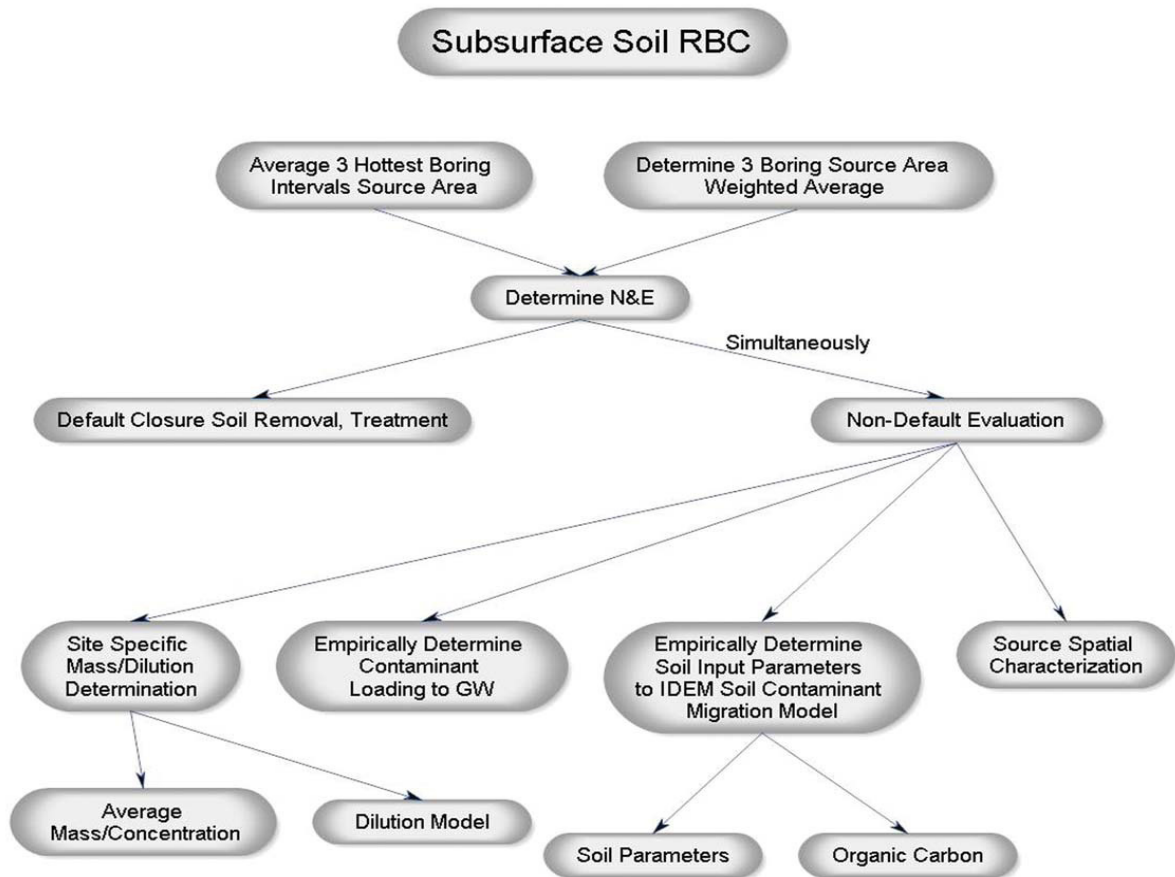 Subsurface Soil RBC
Average 3 Hottest Boring
Intervals Source Area
Determine 3 Boring Source Area
Weighted Average
Determine N&E
Simultaneously
Default Closure Soil Removal, Treatment
Non-Default Evaluation
Site Specific
Mass/Dilution
Determination
Empirically Determine
Contaminant
Loading to GW
Empirically Determine
Soil Input Parameters
to IDEM Soil Contaminant
Migration Model
Source Spatial
Characterization
Average
Mass/Concentration
Dilution Model
Soil Parameters
Organic Carbon